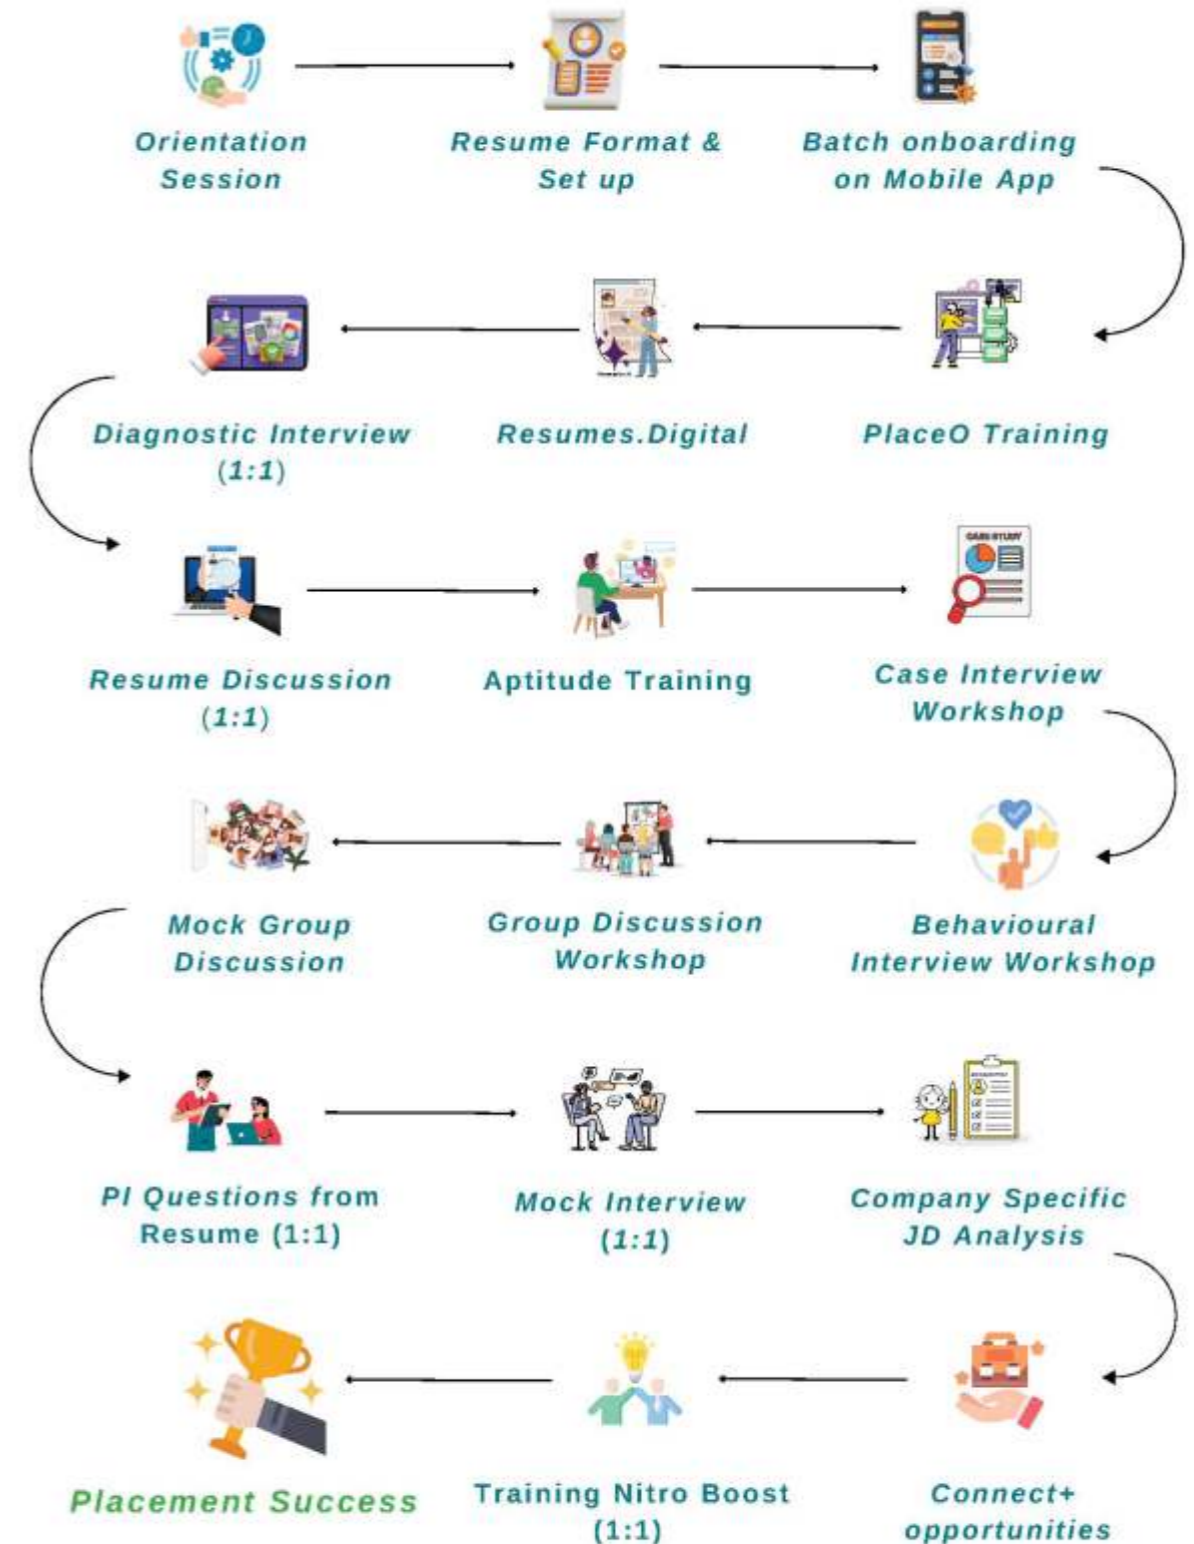 Orientation
Session
Resume Format &
Set up
Batch onboarding
on Mobile App
PlaceO Training
Resumes.Digital
Diagnostic Interview
(1:1)
Resume Discussion
(1:1)
Aptitude Training
CASE STUDY
Case Interview
Workshop
Behavioural
Interview Workshop
Group Discussion
Workshop
Mock Group
Discussion
PI Questions from
Resume (1:1)
Mock Interview
(1:1)
Company Specific
JD Analysis
Connect+
opportunities
Training Nitro Boost
(1:1)
Placement Success